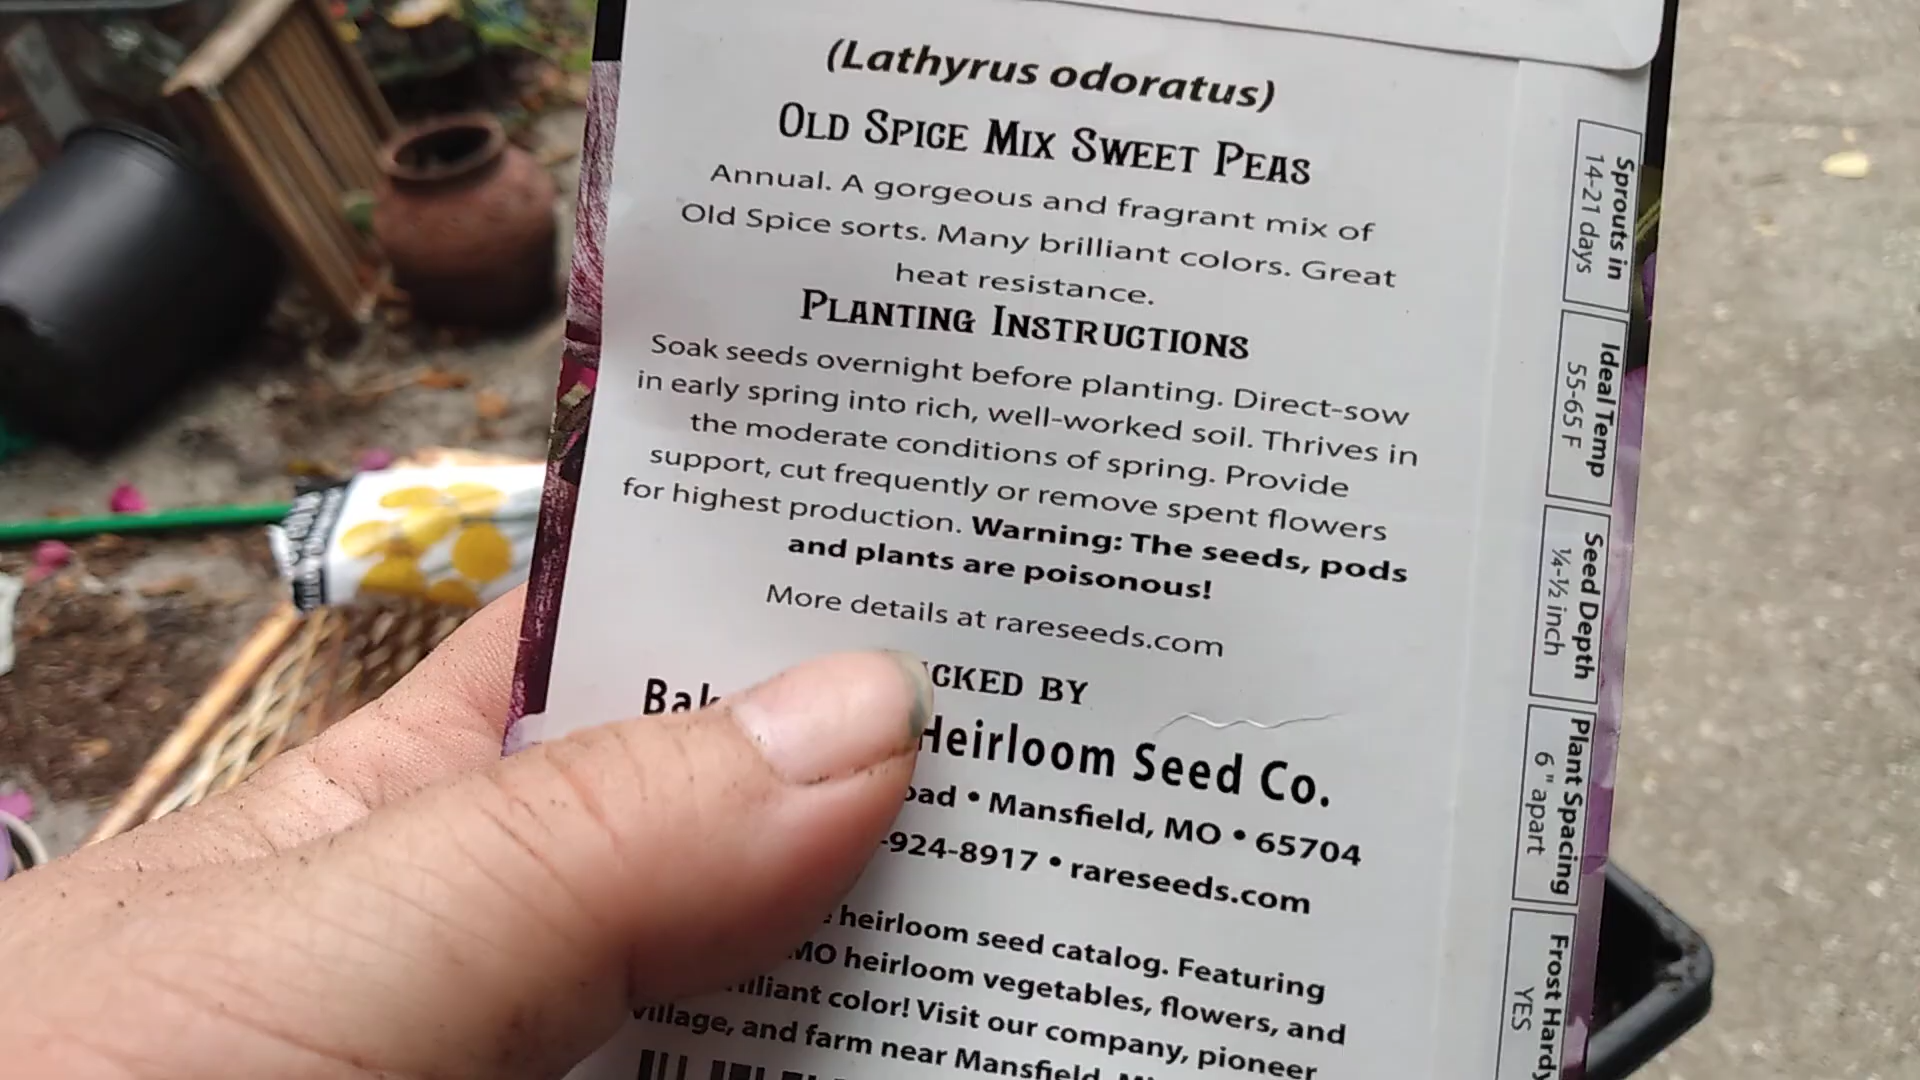 (Lathyrus odoratus)
Old Spice Mix Sweet Peas
Annual. A gorgeous and fragrant mix of
Old Spice sorts. Many brilliant colors. Great
heat resistance.
Planting Instructions
Soak seeds overnight before planting. Direct-sow
in early spring into rich, well-worked soil. Thrives in
the moderate conditions of spring. Provide
support, cut frequently or remove spent flowers
for highest production. Warning: The seeds, pods
and plants are poisonous!
More details at rareseeds.com
BY
Heirloom Seed Co.
• Mansfield, MO • 65704
-924-8917 • rareseeds.com
heirloom seed catalog. Featuring
heirloom vegetables, flowers, and
color! Visit our company, pioneer
village, and farm near Mansfield,
Sprouts in
14-21 days
Ideal Temp
55-65 F
Seed Depth
¼-½ inch
Plant Spacing
6" apart
Frost Hardy
YES